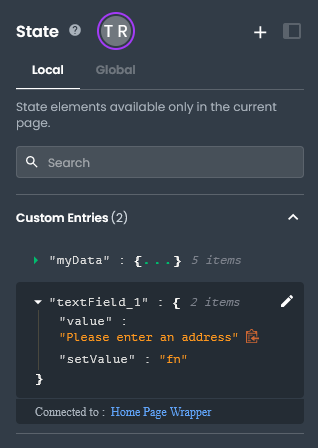 State ? T R +
Local Global
State elements available only in the current
page.
Search
Custom Entries (2)
"myData" : {...} 5 items
"textField_1" : { 2 items
"value" :
"Please enter an address"
"setValue" : "fn"
}
Connected to : Home Page Wrapper